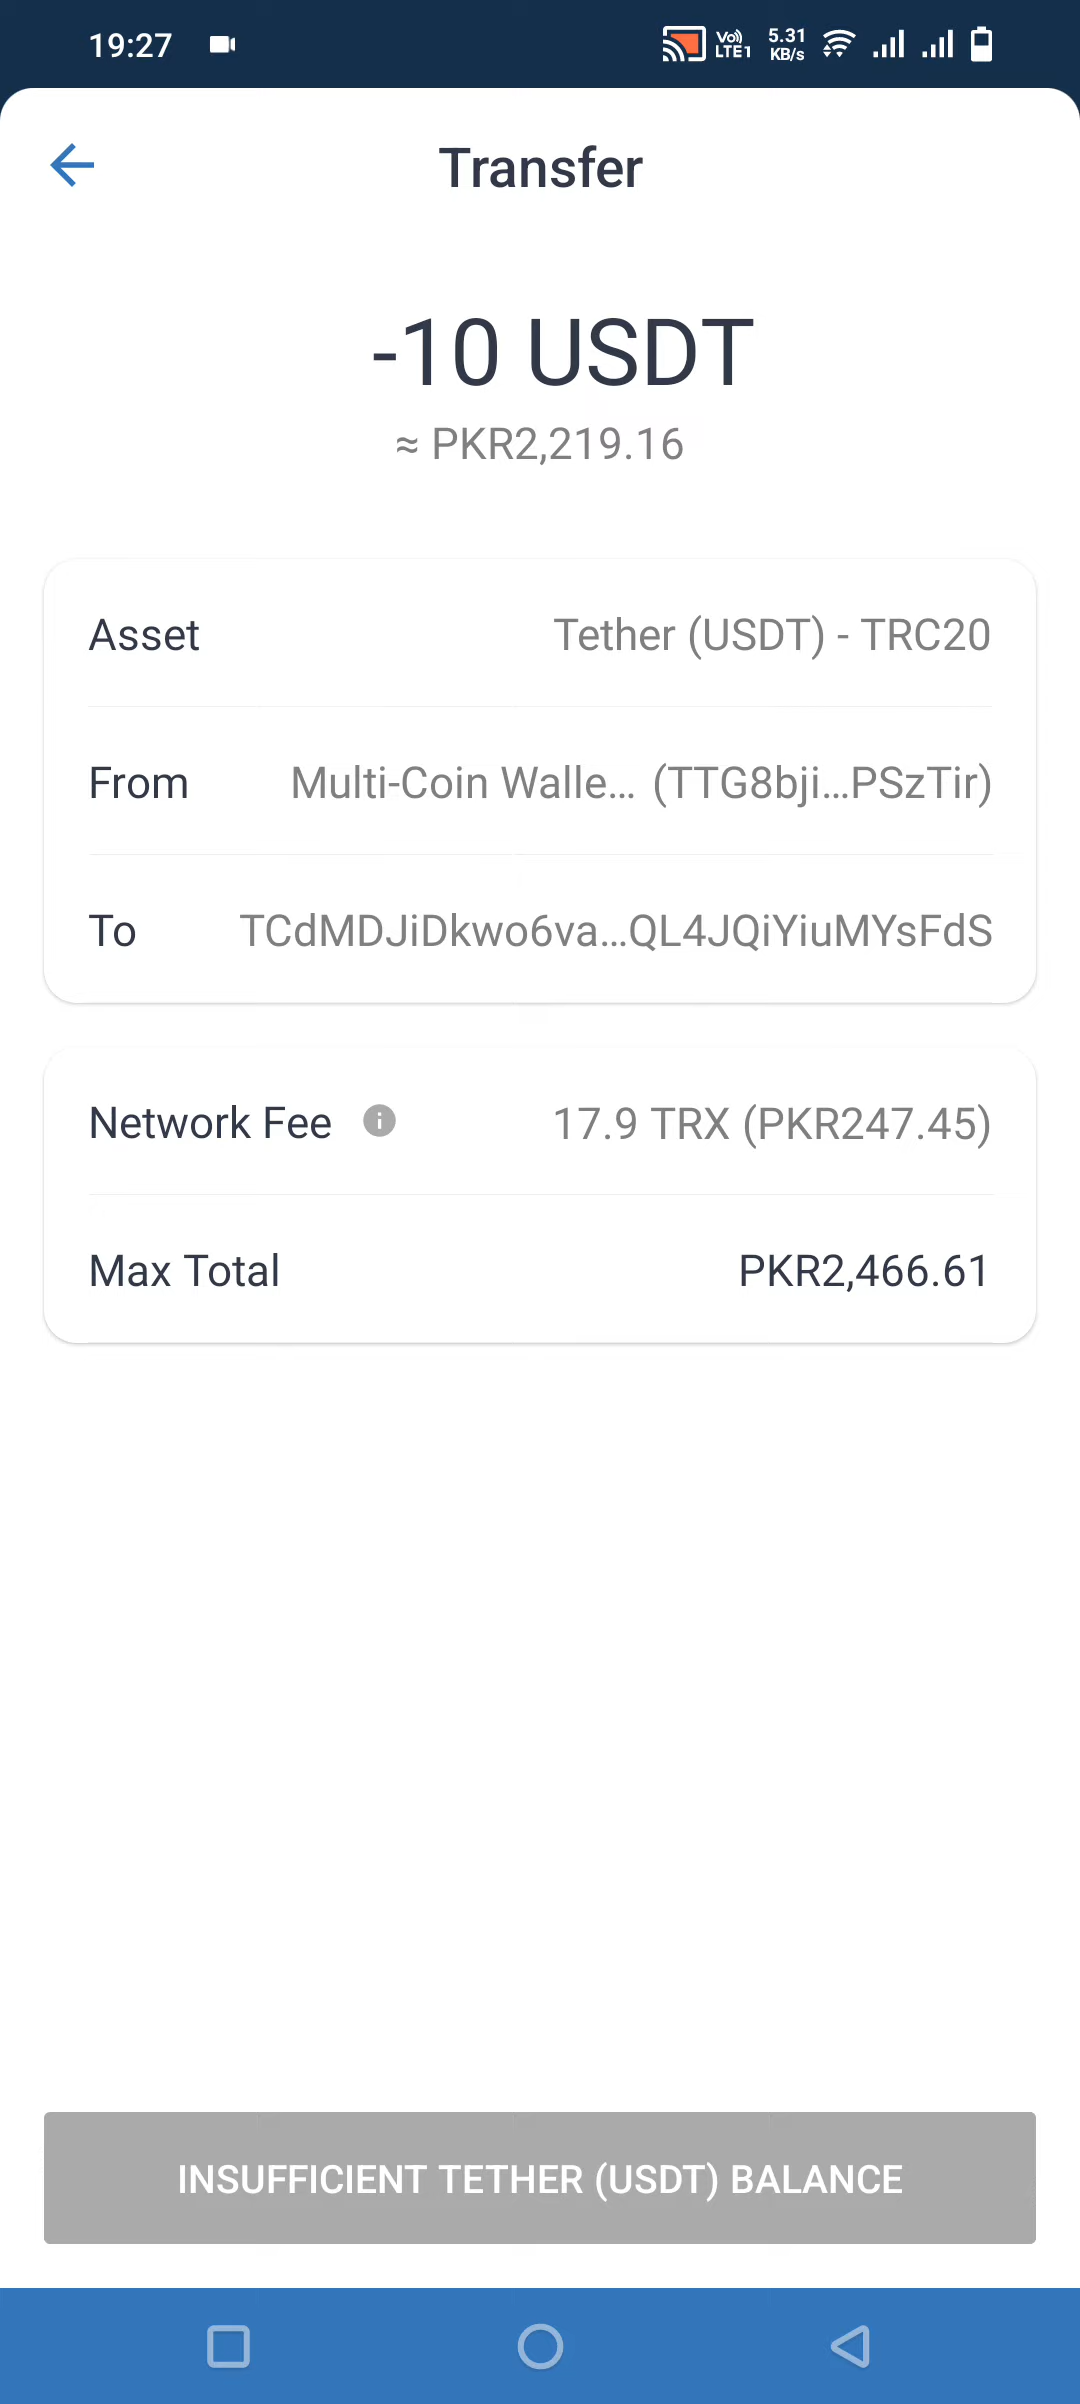 19:27
Vo)) LTE1
5.31 KB/s
Transfer
-10 USDT
≈ PKR2,219.16
Asset Tether (USDT) - TRC20
From Multi-Coin Walle... (TTG8bji...PSzTir)
To TCdMDJiDkwo6va...QL4JQiYiuMYsFdS
Network Fee 17.9 TRX (PKR247.45)
Max Total PKR2,466.61
INSUFFICIENT TETHER (USDT) BALANCE